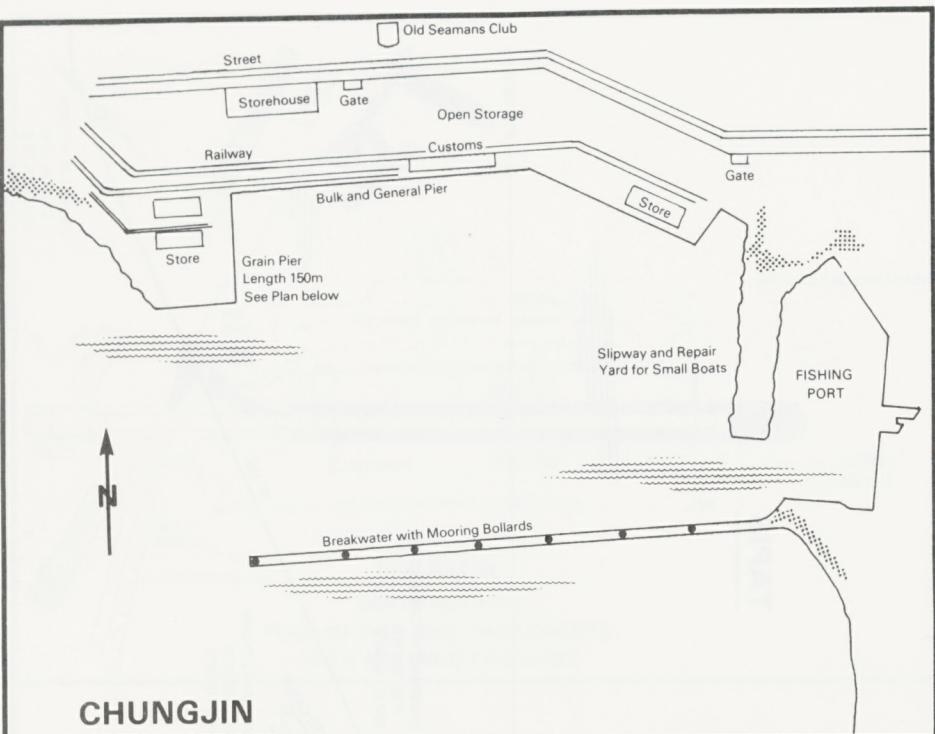 Old Seamans Club
Street
Storehouse
Gate
Open Storage
Railway
Customs
Gate
Bulk and General Pier
Store
Store
Grain Pier
Length 150m
See Plan below
Slipway and Repair
Yard for Small Boats
FISHING
PORT
N
Breakwater with Mooring Bollards
CHUNGJIN